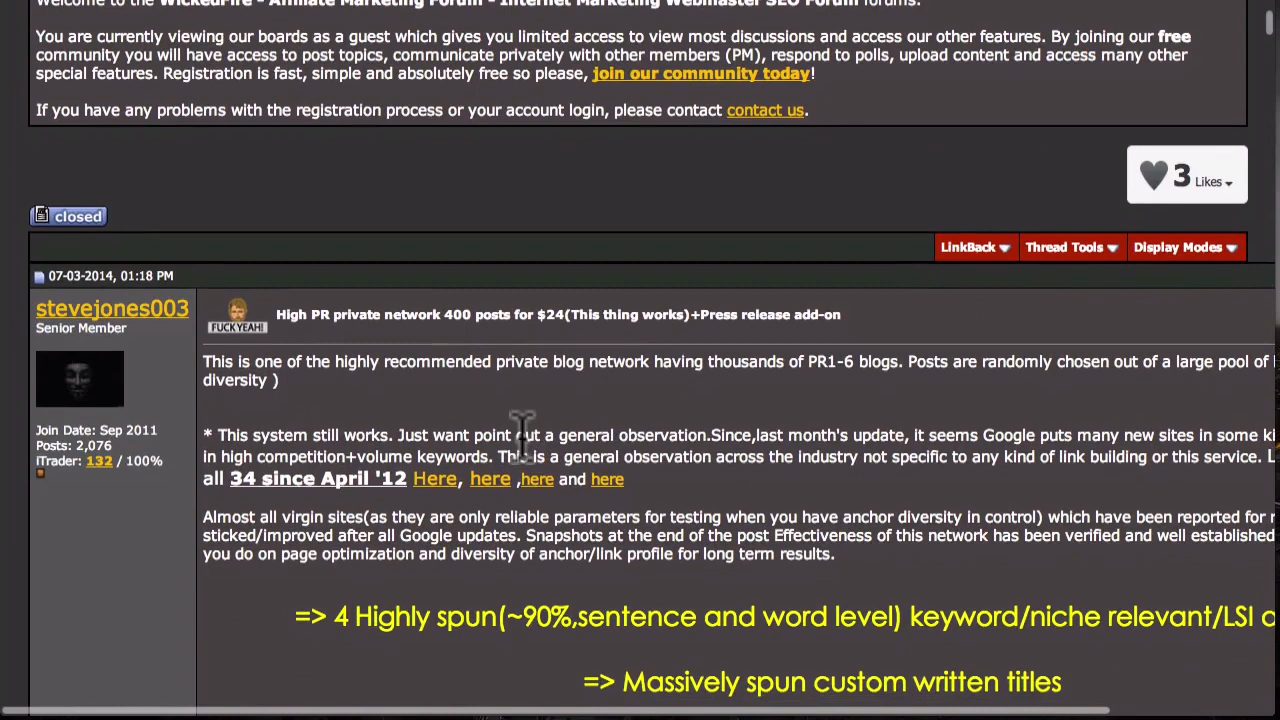 Welcome to the WickedFire - Affiliate Marketing Forum - Internet Marketing Webmaster SEO Forum forums.
You are currently viewing our boards as a guest which gives you limited access to view most discussions and access our other features. By joining our free
community you will have access to post topics, communicate privately with other members (PM), respond to polls, upload content and access many other
special features. Registration is fast, simple and absolutely free so please, join our community today!
If you have any problems with the registration process or your account login, please contact contact us.
3 Likes
closed
LinkBack Thread Tools Display Modes
07-03-2014, 01:18 PM
stevejones003
Senior Member
FUCK YEAH!
High PR private network 400 posts for $24(This thing works)+Press release add-on
This is one of the highly recommended private blog network having thousands of PR1-6 blogs. Posts are randomly chosen out of a large pool of
diversity )
Join Date: Sep 2011
Posts: 2,076
iTrader: 132 / 100%
* This system still works. Just want point out a general observation.Since,last month's update, it seems Google puts many new sites in some
in high competition+volume keywords. This is a general observation across the industry not specific to any kind of link building or this service.
all 34 since April '12 Here, here ,here and here
Almost all virgin sites(as they are only reliable parameters for testing when you have anchor diversity in control) which have been reported for
sticked/improved after all Google updates. Snapshots at the end of the post Effectiveness of this network has been verified and well established
you do on page optimization and diversity of anchor/link profile for long term results.
=> 4 Highly spun(~90%,sentence and word level) keyword/niche relevant/LSI
=> Massively spun custom written titles